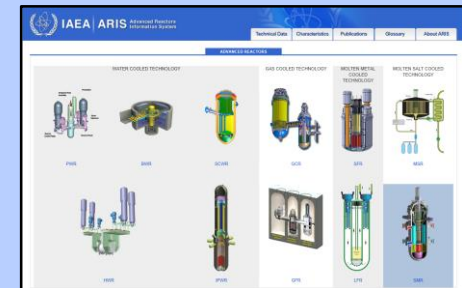 IAEA ARIS Advanced Reactors Information System
Technical Data Characteristics Publications Glossary About ARIS
ADVANCED REACTORS
WATER COOLED TECHNOLOGY
GAS COOLED TECHNOLOGY
MOLTEN METAL
COOLED
TECHNOLOGY
MOLTEN SALT COOLED
TECHNOLOGY
PWR
BWR
SCWR
GCR
SFR
MSR
HWR
iPWR
GFR
LFR
SMR